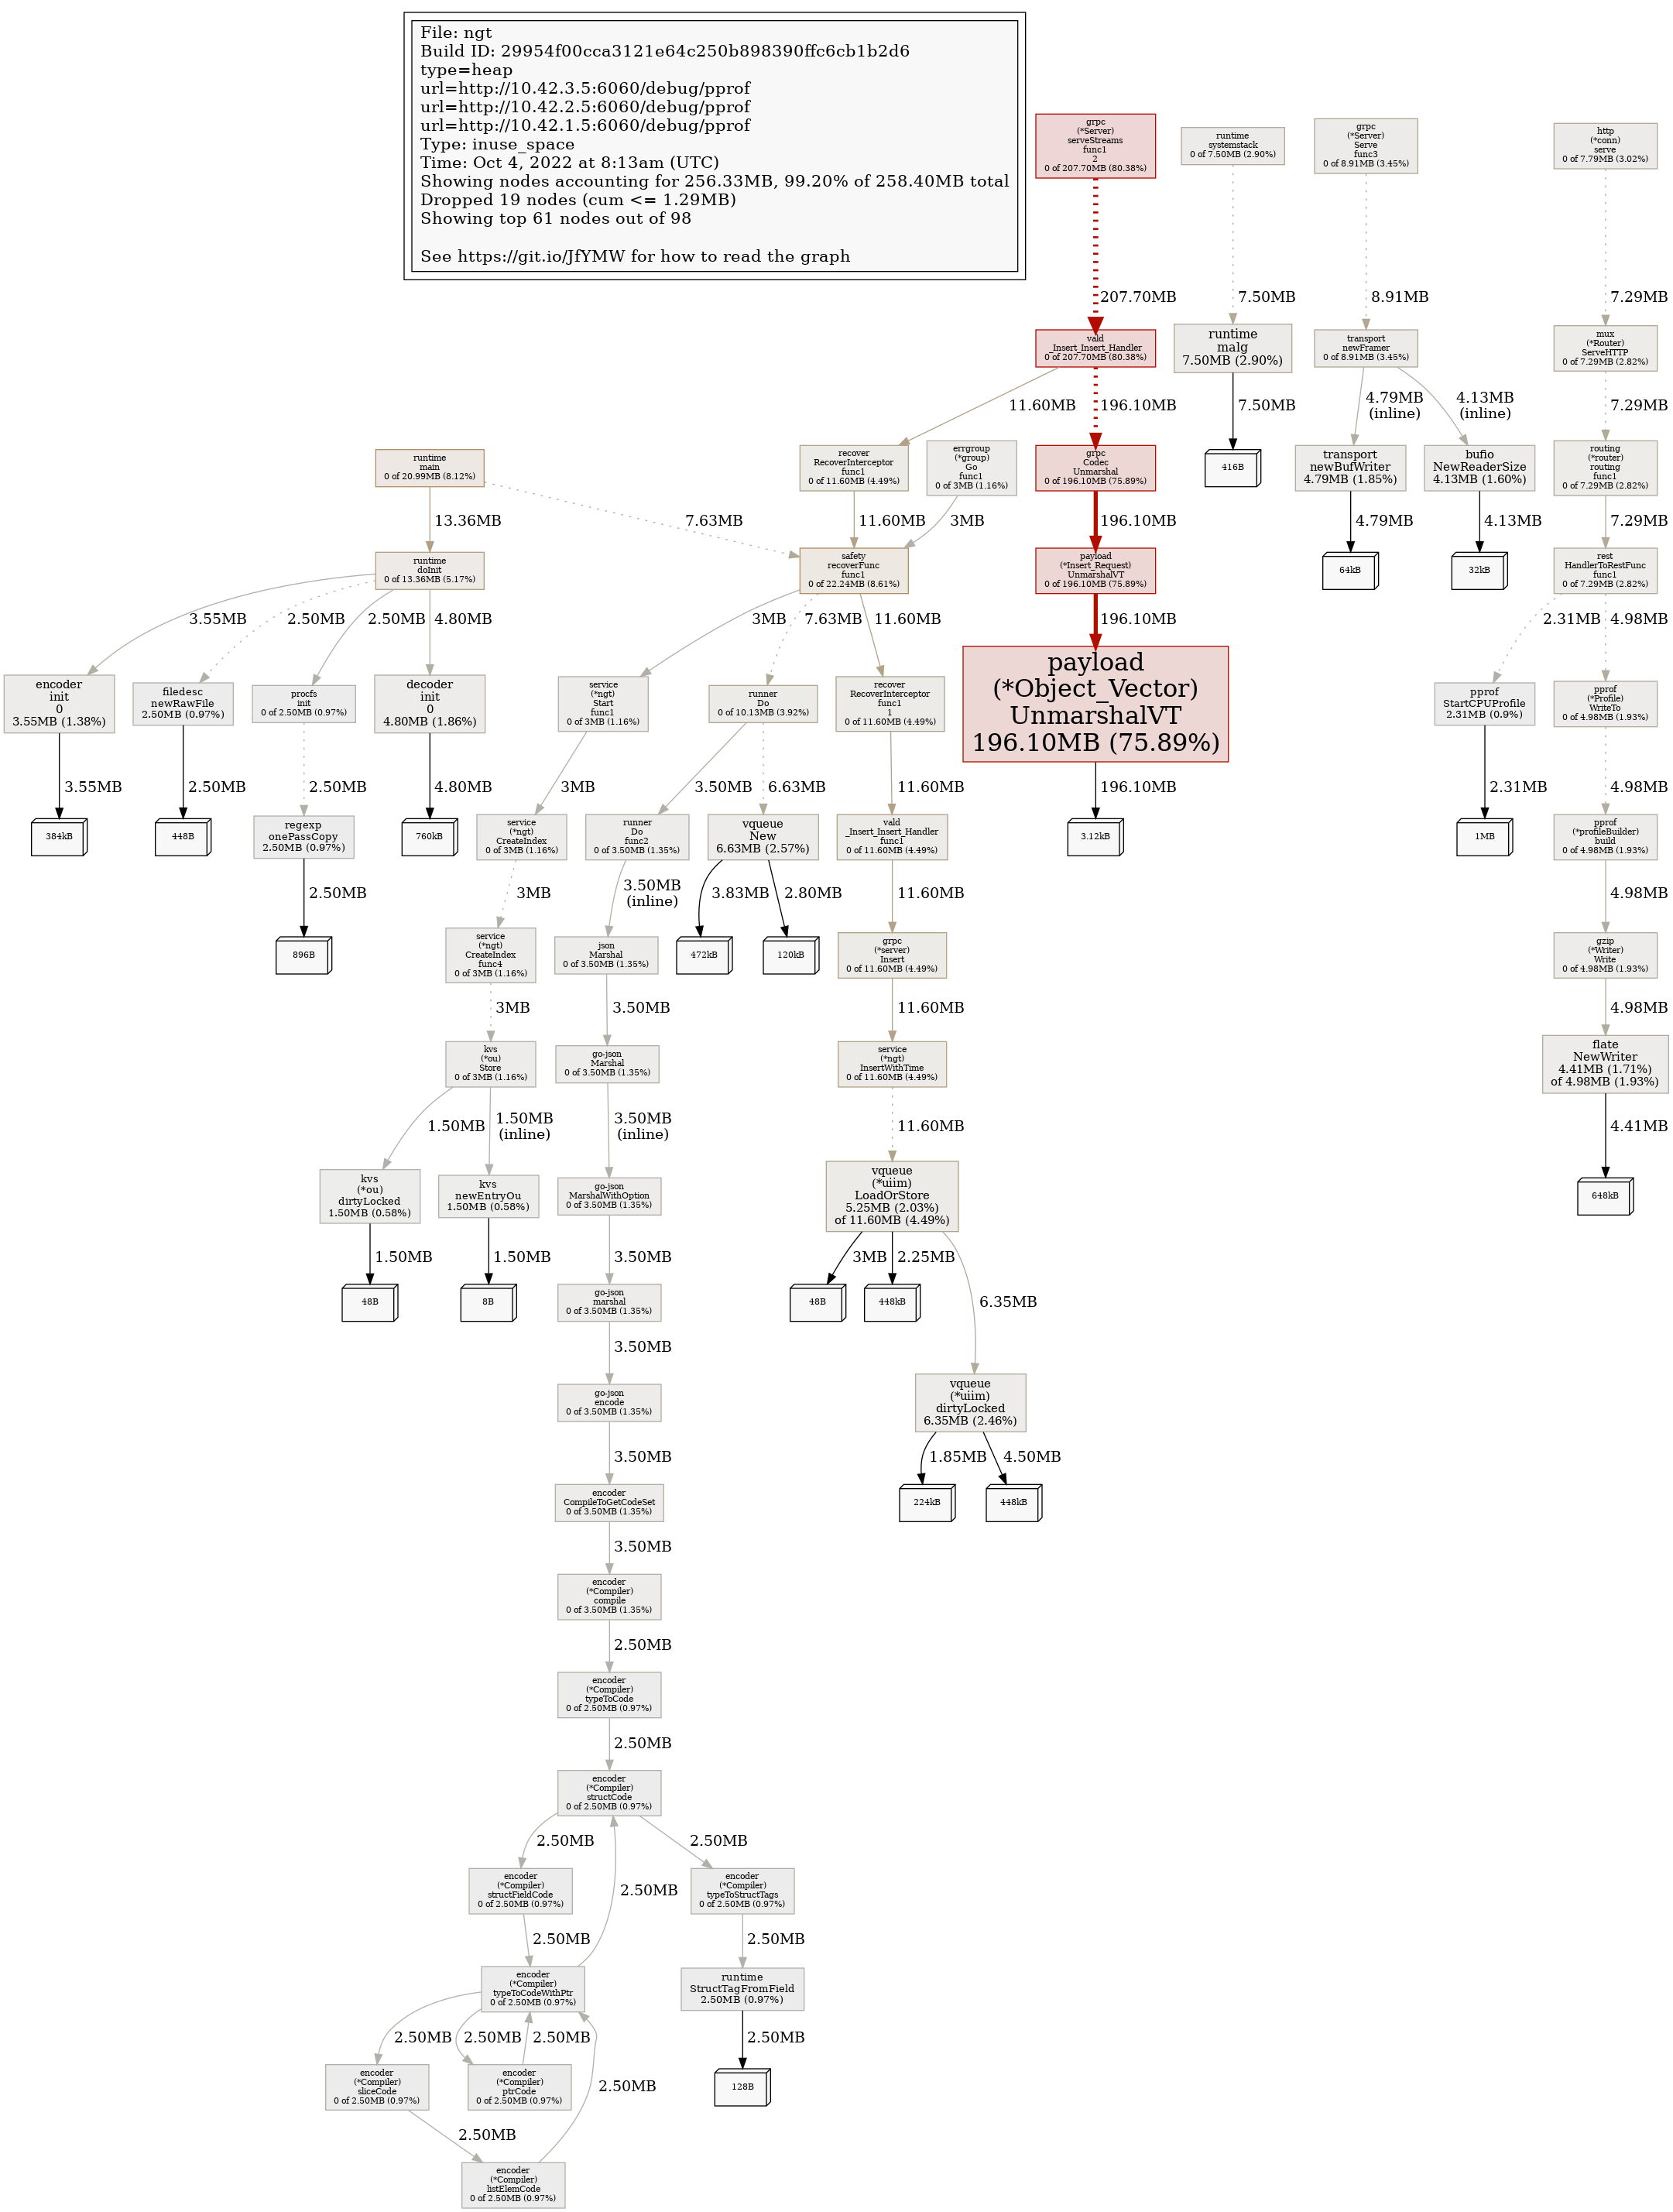 File: ngt
Build ID: 29954f00cca3121e64c250b898390ffc6cb1b2d6
type=heap
url=http://10.42.3.5:6060/debug/pprof
url=http://10.42.2.5:6060/debug/pprof
url=http://10.42.1.5:6060/debug/pprof
Type: inuse_space
Time: Oct 4, 2022 at 8:13am (UTC)
Showing nodes accounting for 256.33MB, 99.20% of 258.40MB total
Dropped 19 nodes (cum <= 1.29MB)
Showing top 61 nodes out of 98
See https://git.io/JfYMW for how to read the graph
grpc
(*Server)
serveStreams
func1
2
0 of 207.70MB (80.38%)
runtime
systemstack
0 of 7.50MB (2.90%)
grpc
(*Server)
Serve
func3
0 of 8.91MB (3.45%)
http
(*conn)
serve
0 of 7.79MB (3.02%)
207.70MB
7.50MB
8.91MB
7.29MB
vald
_Insert_Insert_Handler
0 of 207.70MB (80.38%)
runtime
malg
7.50MB (2.90%)
transport
newFramer
0 of 8.91MB (3.45%)
mux
(*Router)
ServeHTTP
0 of 7.29MB (2.82%)
11.60MB
196.10MB
7.50MB
4.79MB
(inline)
4.13MB
(inline)
7.29MB
runtime
main
0 of 20.99MB (8.12%)
recover
RecoverInterceptor
func1
0 of 11.60MB (4.49%)
errgroup
(*group)
Go
func1
0 of 3MB (1.16%)
grpc
Codec
Unmarshal
0 of 196.10MB (75.89%)
416B
transport
newBufWriter
4.79MB (1.85%)
bufio
NewReaderSize
4.13MB (1.60%)
routing
(*router)
routing
func1
0 of 7.29MB (2.82%)
13.36MB
7.63MB
11.60MB
3MB
196.10MB
4.79MB
4.13MB
7.29MB
runtime
doInit
0 of 13.36MB (5.17%)
safety
recoverFunc
func1
0 of 22.24MB (8.61%)
payload
(*Insert_Request)
UnmarshalVT
0 of 196.10MB (75.89%)
64kB
32kB
rest
HandlerToRestFunc
func1
0 of 7.29MB (2.82%)
3.55MB
2.50MB
2.50MB
4.80MB
3MB
7.63MB
11.60MB
196.10MB
2.31MB
4.98MB
encoder
init
0
3.55MB (1.38%)
filedesc
newRawFile
2.50MB (0.97%)
procfs
init
0 of 2.50MB (0.97%)
decoder
init
0
4.80MB (1.86%)
service
(*ngt)
Start
func1
0 of 3MB (1.16%)
runner
Do
0 of 10.13MB (3.92%)
recover
RecoverInterceptor
func1
1
0 of 11.60MB (4.49%)
payload
(*Object_Vector)
UnmarshalVT
196.10MB (75.89%)
pprof
StartCPUProfile
2.31MB (0.9%)
pprof
(*Profile)
WriteTo
0 of 4.98MB (1.93%)
3.55MB
2.50MB
2.50MB
4.80MB
3MB
3.50MB
6.63MB
11.60MB
196.10MB
2.31MB
4.98MB
384kB
448B
regexp
onePassCopy
2.50MB (0.97%)
760kB
service
(*ngt)
CreateIndex
0 of 3MB (1.16%)
runner
Do
func2
0 of 3.50MB (1.35%)
vqueue
New
6.63MB (2.57%)
vald
_Insert_Insert_Handler
func1
0 of 11.60MB (4.49%)
3.12kB
1MB
pprof
(*profileBuilder)
build
0 of 4.98MB (1.93%)
2.50MB
3MB
3.50MB
(inline)
3.83MB
2.80MB
11.60MB
4.98MB
896B
service
(*ngt)
CreateIndex
func4
0 of 3MB (1.16%)
json
Marshal
0 of 3.50MB (1.35%)
472kB
120kB
grpc
(*server)
Insert
0 of 11.60MB (4.49%)
gzip
(*Writer)
Write
0 of 4.98MB (1.93%)
3MB
3.50MB
11.60MB
4.98MB
kvs
(*ou)
Store
0 of 3MB (1.16%)
go-json
Marshal
0 of 3.50MB (1.35%)
service
(*ngt)
InsertWithTime
0 of 11.60MB (4.49%)
flate
NewWriter
4.41MB (1.71%)
of 4.98MB (1.93%)
1.50MB
1.50MB
(inline)
3.50MB
(inline)
11.60MB
4.41MB
kvs
(*ou)
dirtyLocked
1.50MB (0.58%)
kvs
newEntryOu
1.50MB (0.58%)
go-json
MarshalWithOption
0 of 3.50MB (1.35%)
vqueue
(*uiim)
LoadOrStore
5.25MB (2.03%)
of 11.60MB (4.49%)
648kB
1.50MB
1.50MB
3.50MB
3MB
2.25MB
6.35MB
48B
8B
go-json
marshal
0 of 3.50MB (1.35%)
48B
448kB
3.50MB
go-json
encode
0 of 3.50MB (1.35%)
vqueue
(*uiim)
dirtyLocked
6.35MB (2.46%)
3.50MB
1.85MB
4.50MB
encoder
CompileToGetCodeSet
0 of 3.50MB (1.35%)
224kB
448kB
3.50MB
encoder
(*Compiler)
compile
0 of 3.50MB (1.35%)
2.50MB
encoder
(*Compiler)
typeToCode
0 of 2.50MB (0.97%)
2.50MB
encoder
(*Compiler)
structCode
0 of 2.50MB (0.97%)
2.50MB
2.50MB
2.50MB
encoder
(*Compiler)
structFieldCode
0 of 2.50MB (0.97%)
encoder
(*Compiler)
typeToStructTags
0 of 2.50MB (0.97%)
2.50MB
2.50MB
encoder
(*Compiler)
typeToCodeWithPtr
0 of 2.50MB (0.97%)
runtime
StructTagFromField
2.50MB (0.97%)
2.50MB
2.50MB
2.50MB
2.50MB
encoder
(*Compiler)
sliceCode
0 of 2.50MB (0.97%)
encoder
(*Compiler)
ptrCode
0 of 2.50MB (0.97%)
2.50MB
128B
2.50MB
encoder
(*Compiler)
listElemCode
0 of 2.50MB (0.97%)